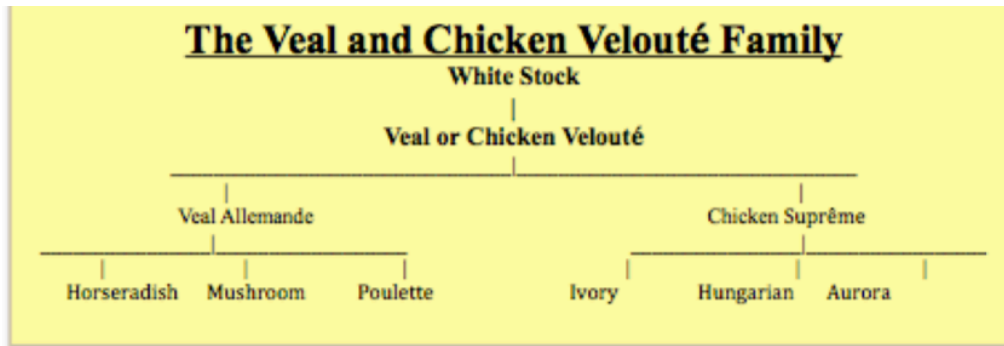 The Veal and Chicken Velouté Family
White Stock
Veal or Chicken Velouté
Veal Allemande Chicken Suprême
Horseradish Mushroom Poulette Ivory Hungarian Aurora